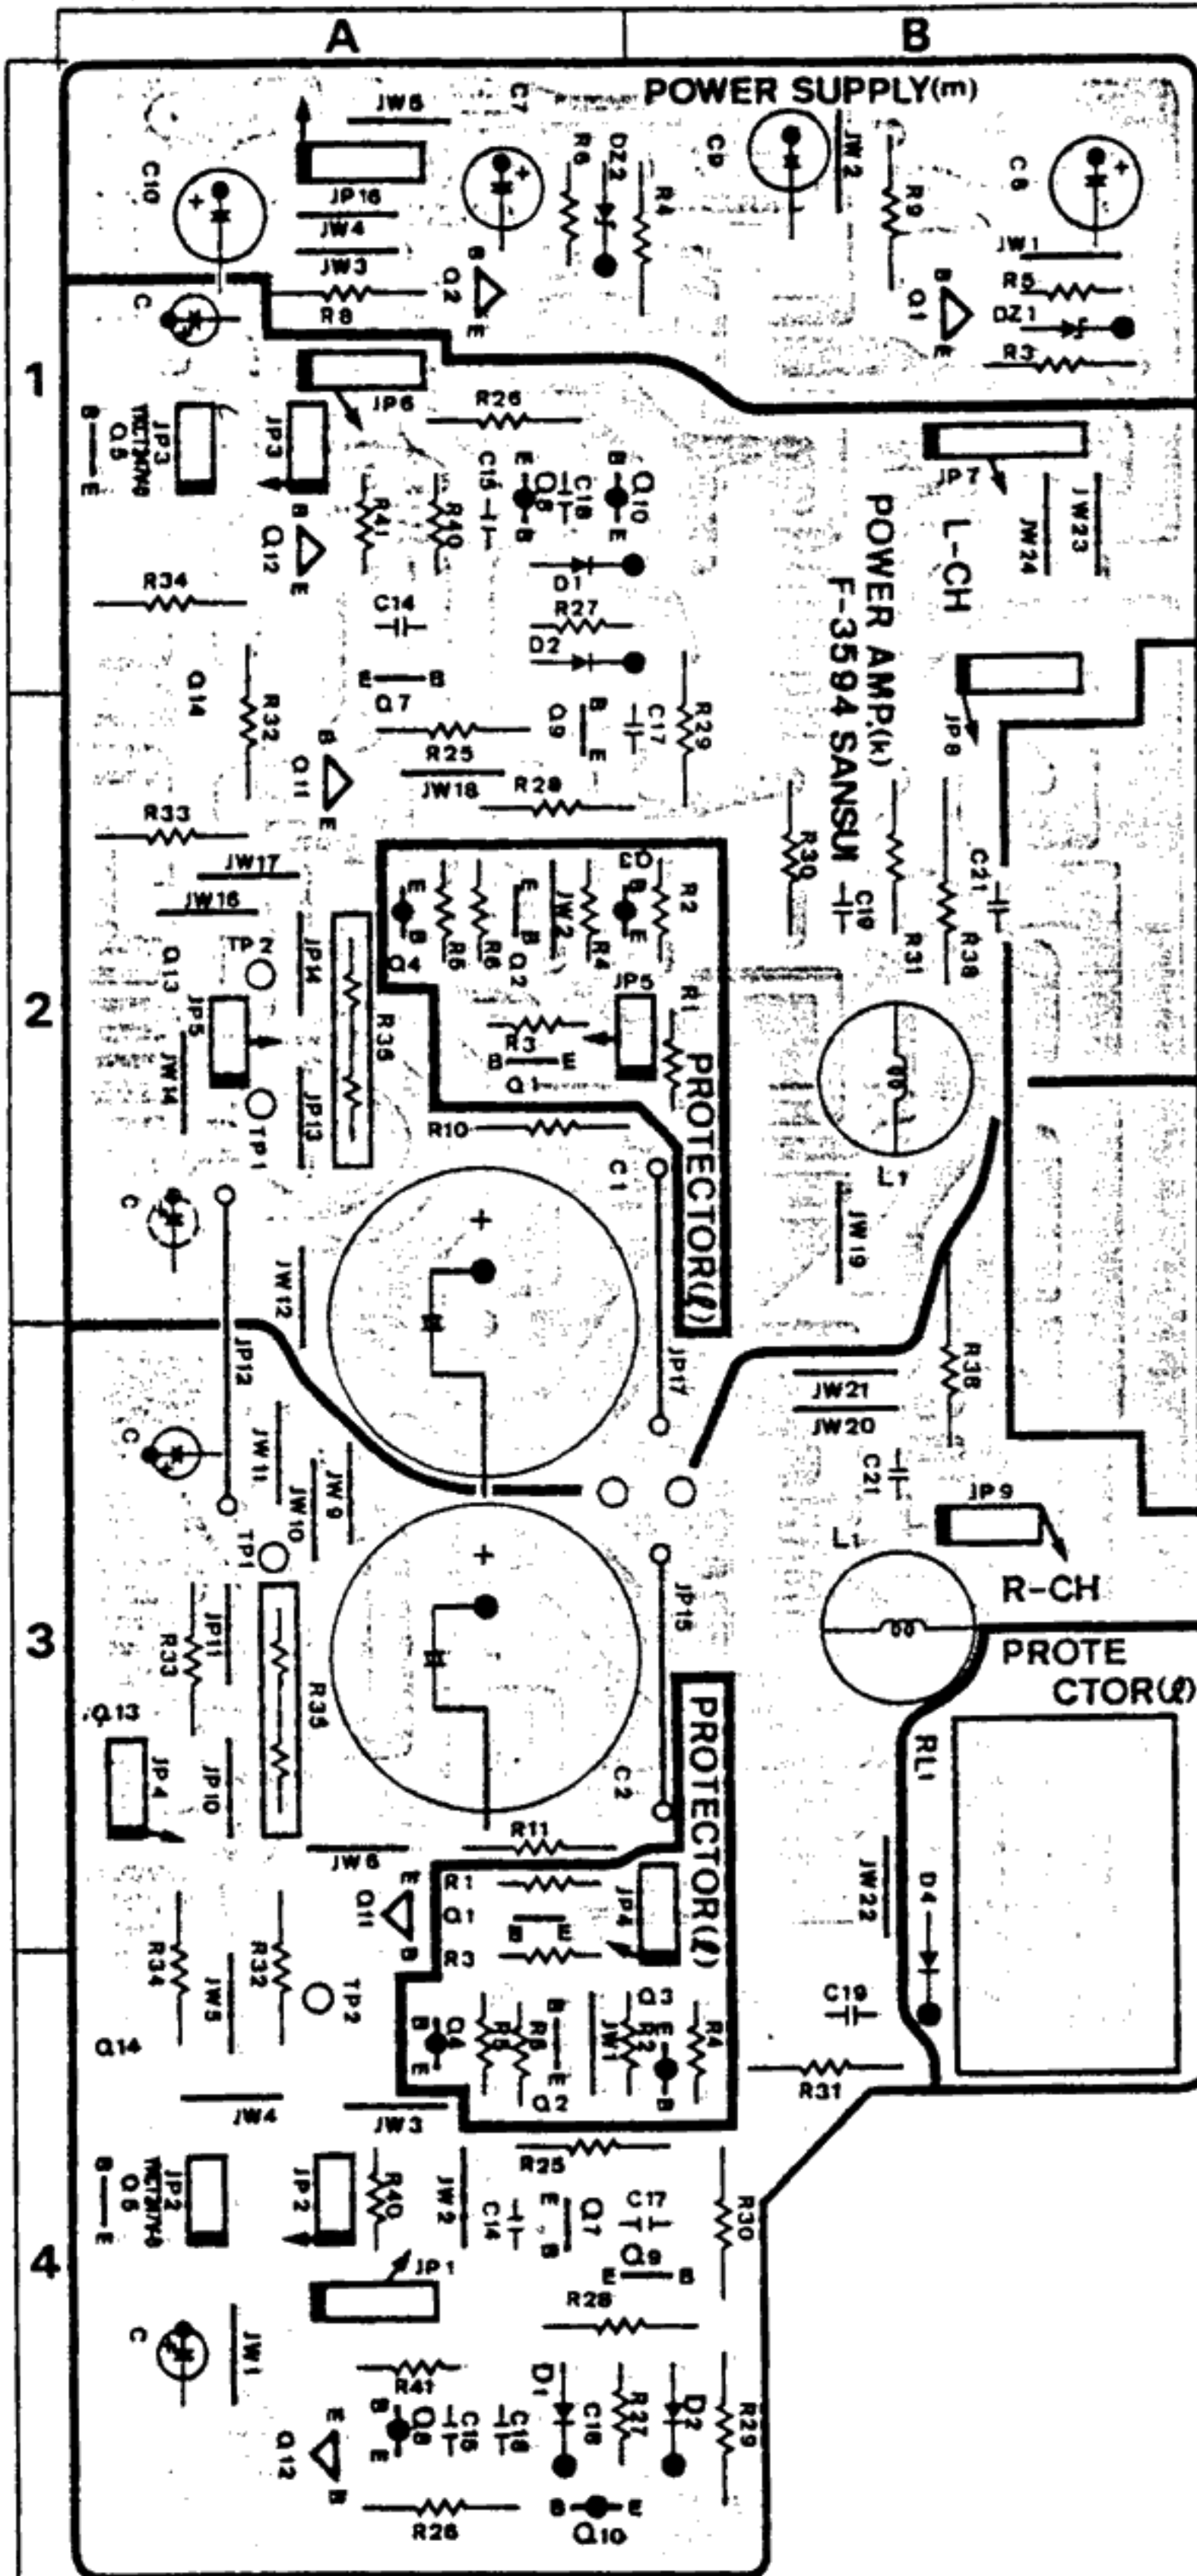 A
B
POWER SUPPLY(m)
JW5
C7
C10
JP16
JW4
JW3
R6
DZ2
R4
C9
JW2
R9
C8
JW1
R5
DZ1
R3
B
Q2
E
B
Q1
E
R8
C
1
JP6
R26
JP3
JP3
B
Q5
E
B
Q12
E
R41
R40
C15
E
Q8
B
C18
B
Q10
E
JP7
L-CH
JW24
JW23
POWER AMP.(k)
F-3594 SANSUI
D1
R34
C14
R27
D2
E
B
Q7
Q14
R32
R25
JW18
Q9
B
E
C17
R29
JP8
B
Q11
E
R28
R33
JW17
JW16
R30
C19
R31
R38
C21
Q3
E
B
Q4
R5
R6
E
B
Q2
JW2
R4
B
E
R2
2
TP2
Q13
JP5
JW14
JP14
R35
JP13
TP1
JP5
R1
R3
B
E
Q1
PROTECTOR(ℓ)
R10
C1
L1
JW19
C
JW12
JP12
JP17
JW21
JW20
R38
C
JW11
JW10
JW9
TP1
C21
JP9
L1
R-CH
JP15
3
R33
JP11
R35
Q13
JP4
JP10
C2
PROTE
CTOR(ℓ)
RL1
PROTECTOR(ℓ)
R11
JW6
JW22
D4
E
Q11
B
R1
Q1
B
E
R3
JP4
R34
JW5
R32
TP2
C19
R31
Q14
B
Q4
E
R5
R6
B
E
Q2
JW1
Q3
R2
E
B
R4
JW4
JW3
R25
B
Q6
E
JP2
JP2
R40
JW2
C14
E
B
Q7
C17
R30
4
JP1
Q9
E
B
R28
C
JW1
R41
B
Q8
E
C15
C18
D1
C16
R27
D2
R29
E
Q12
B
R26
B
E
Q10